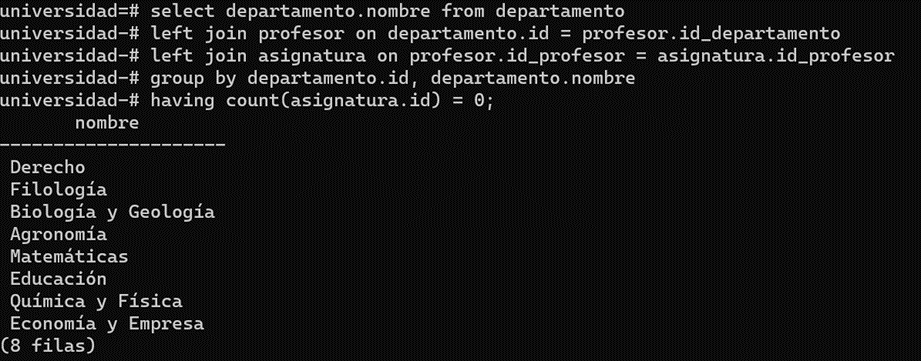 universidad=# select departamento.nombre from departamento
universidad-# left join profesor on departamento.id = profesor.id_departamento
universidad-# left join asignatura on profesor.id_profesor = asignatura.id_profesor
universidad-# group by departamento.id, departamento.nombre
universidad-# having count(asignatura.id) = 0;
nombre
---------------------
Derecho
Filología
Biología y Geología
Agronomía
Matemáticas
Educación
Química y Física
Economía y Empresa
(8 filas)